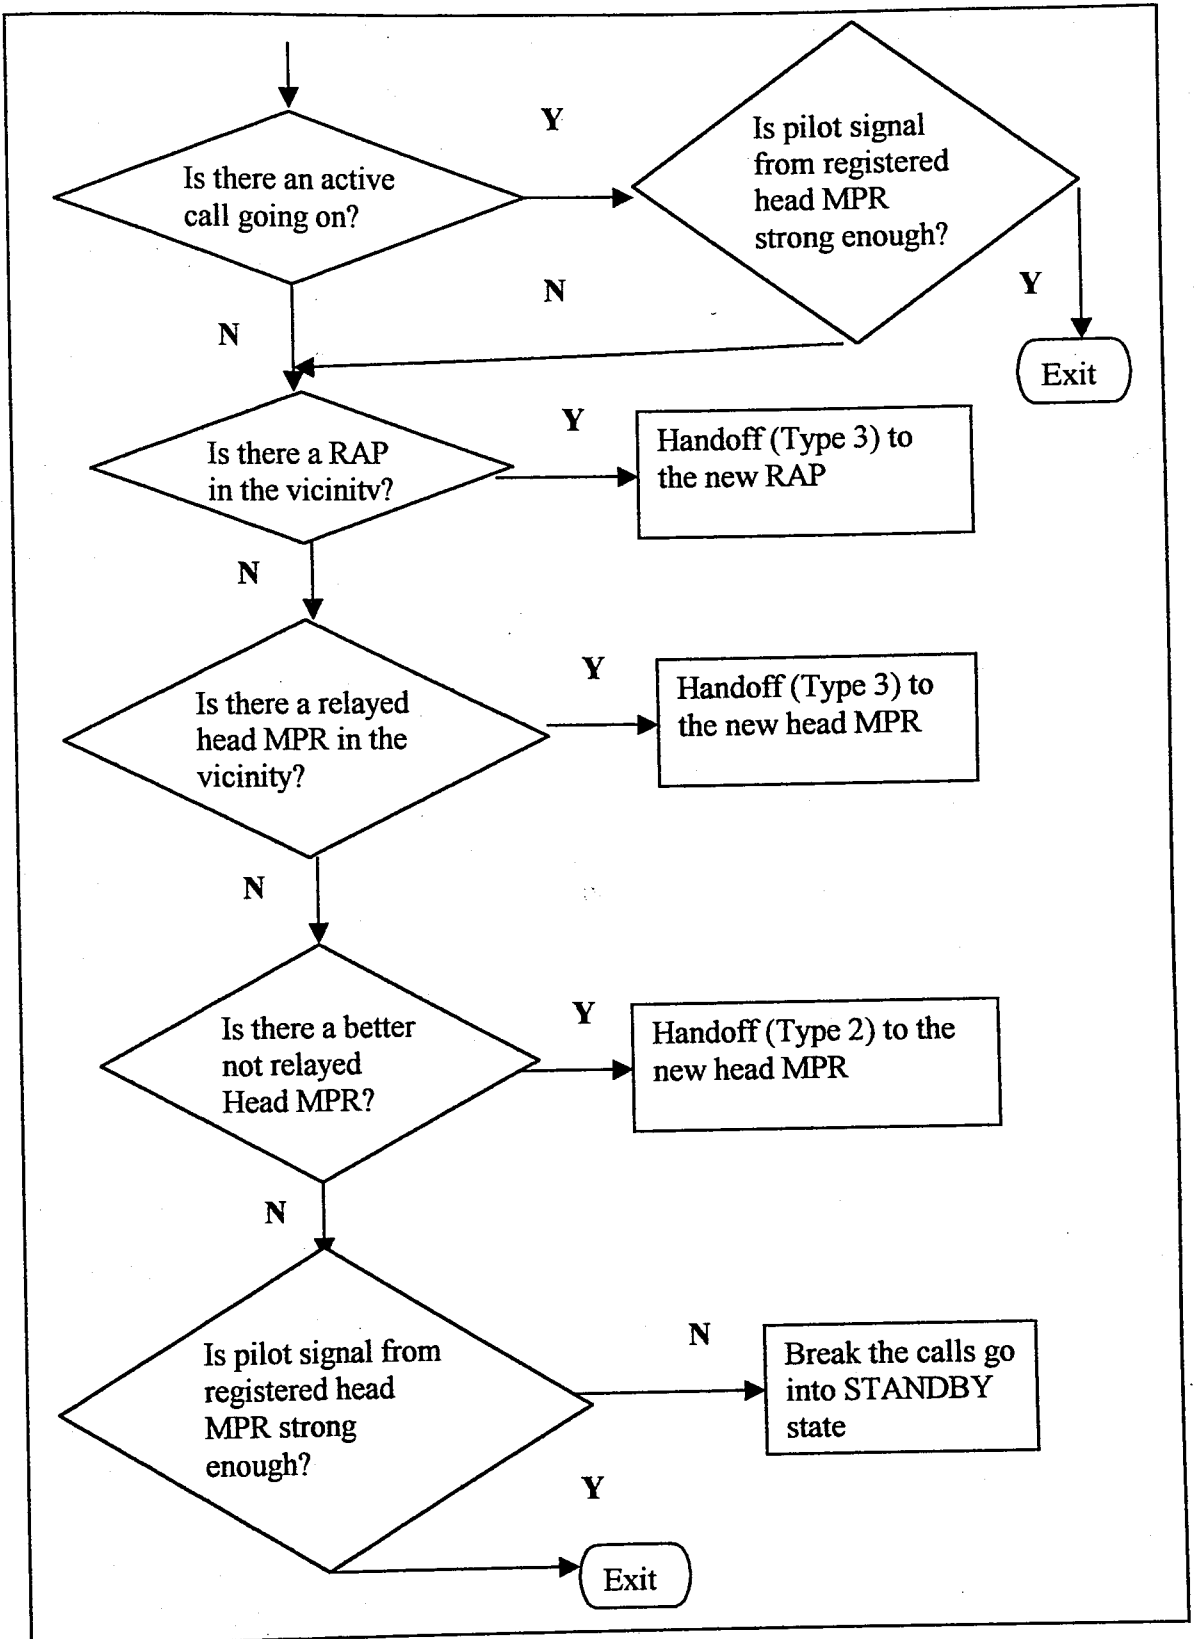 Is there an active
call going on?
Y
Is pilot signal
from registered
head MPR
strong enough?
N
Y
N
Exit
Is there a RAP
in the vicinity?
Y
Handoff (Type 3) to
the new RAP
N
Is there a relayed
head MPR in the
vicinity?
Y
Handoff (Type 3) to
the new head MPR
N
Is there a better
not relayed
Head MPR?
Y
Handoff (Type 2) to the
new head MPR
N
Is pilot signal from
registered head
MPR strong
enough?
N
Break the calls go
into STANDBY
state
Y
Exit